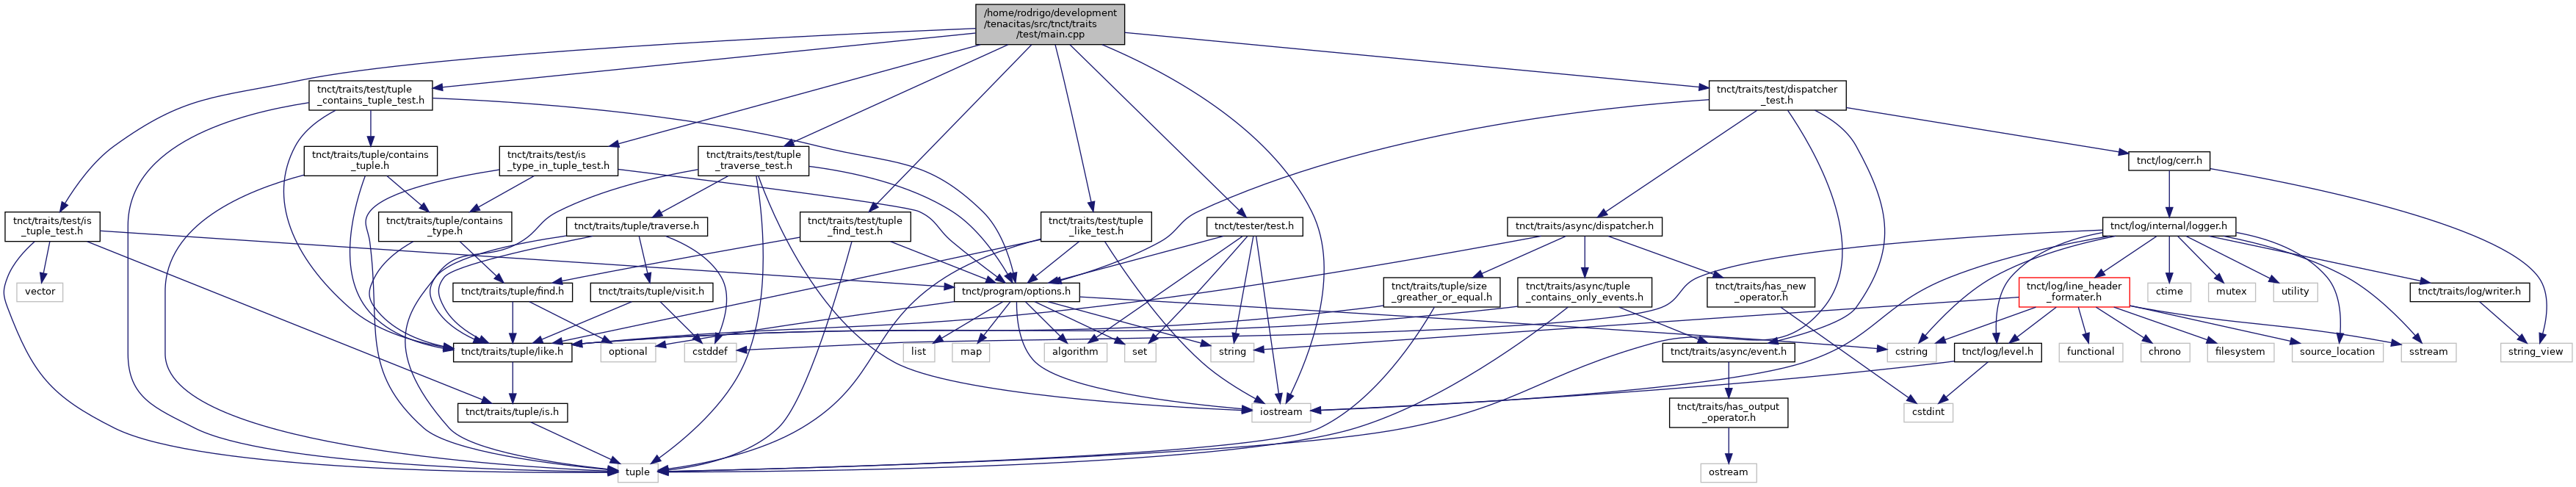 /home/rodrigo/development
/tenacitas/src/tnct/traits
/test/main.cpp
tnct/traits/test/tuple
_contains_tuple_test.h
tnct/traits/test/dispatcher
_test.h
tnct/traits/tuple/contains
_tuple.h
tnct/traits/test/is
_type_in_tuple_test.h
tnct/traits/test/tuple
_traverse_test.h
tnct/log/cerr.h
tnct/traits/test/is
_tuple_test.h
tnct/traits/tuple/contains
_type.h
tnct/traits/tuple/traverse.h
tnct/traits/test/tuple
_find_test.h
tnct/traits/test/tuple
_like_test.h
tnct/tester/test.h
tnct/traits/async/dispatcher.h
tnct/log/internal/logger.h
vector
tnct/traits/tuple/find.h
tnct/traits/tuple/visit.h
tnct/program/options.h
tnct/traits/tuple/size
_greather_or_equal.h
tnct/traits/async/tuple
_contains_only_events.h
tnct/traits/has_new
_operator.h
tnct/log/line_header
_formater.h
ctime
mutex
utility
tnct/traits/log/writer.h
tnct/traits/tuple/like.h
optional
cstddef
list
map
algorithm
set
string
tnct/traits/async/event.h
cstring
tnct/log/level.h
functional
chrono
filesystem
source_location
sstream
string_view
tnct/traits/tuple/is.h
iostream
tnct/traits/has_output
_operator.h
cstdint
tuple
ostream